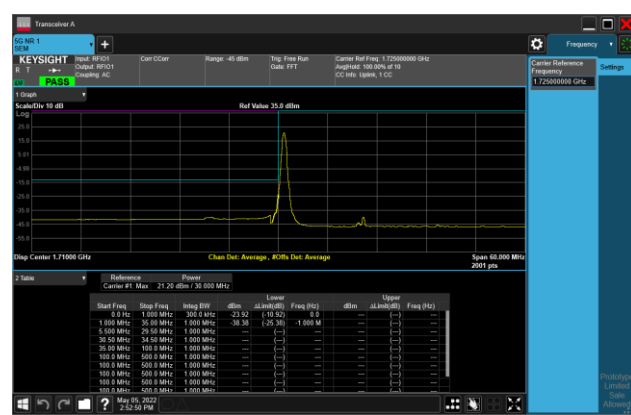 Transceiver A
5G NR 1
SEM
Frequency
KEYSIGHT
R T
PASS
Input: RFIO1
Output: RFIO1
Coupling: AC
Corr CCorr
Range: -45 dBm
Trig: Free Run
Gate: FFT
Carrier Ref Freq: 1.725000000 GHz
Avg|Hold: 100.00% of 10
CC Info: Uplink, 1 CC
Carrier Reference
Frequency
1.725000000 GHz
Settings
1 Graph
Scale/Div 10 dB
Ref Value 35.0 dBm
Log
25.0
15.0
5.01
-4.99
-15.0
-25.0
-35.0
-45.0
-55.0
Disp Center 1.71000 GHz
Chan Det: Average , #Offs Det: Average
Span 60.000 MHz
2001 pts
2 Table
Reference Power
Carrier #1 Max 21.20 dBm / 30.000 MHz
Lower Upper
Start Freq Stop Freq Integ BW dBm ΔLimit(dB) Freq (Hz) dBm ΔLimit(dB) Freq (Hz)
0.0 Hz 1.000 MHz 300.0 kHz -23.92 (-10.92) 0.0 --- (---) ---
1.000 MHz 35.00 MHz 1.000 MHz -38.38 (-25.38) -1.000 M --- (---) ---
5.500 MHz 29.50 MHz 1.000 MHz --- (---) --- --- (---) ---
30.50 MHz 34.50 MHz 1.000 MHz --- (---) --- --- (---) ---
35.00 MHz 100.0 MHz 1.000 MHz --- (---) --- --- (---) ---
100.0 MHz 500.0 MHz 1.000 MHz --- (---) --- --- (---) ---
100.0 MHz 500.0 MHz 1.000 MHz --- (---) --- --- (---) ---
100.0 MHz 500.0 MHz 1.000 MHz --- (---) --- --- (---) ---
100.0 MHz 500.0 MHz 1.000 MHz --- (---) --- --- (---) ---
100.0 MHz 500.0 MHz 1.000 MHz --- (---) --- --- (---) ---
Prototype
Limited
Sale
Allowed
?
May 05, 2022
2:52:50 PM